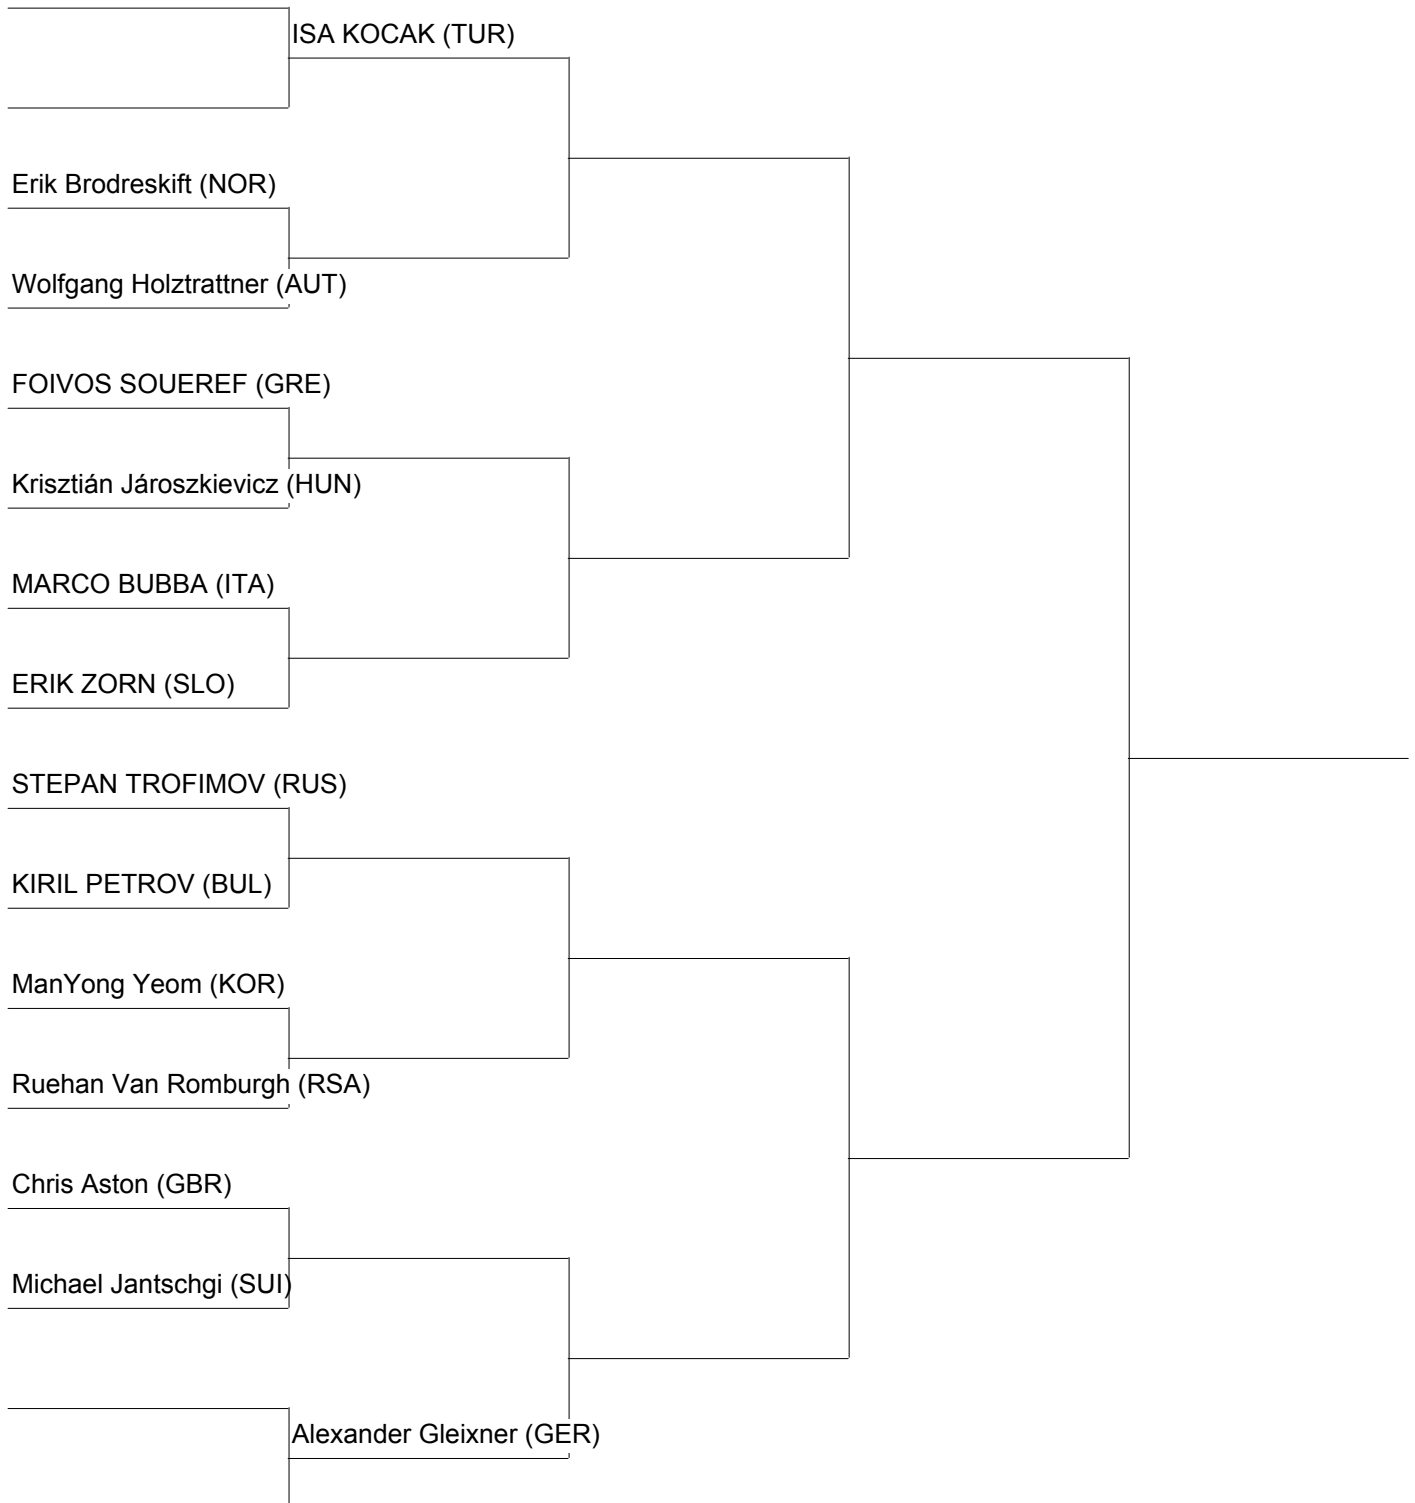 ISA KOCAK (TUR)
Erik Brodreskift (NOR)
Wolfgang Holztrattner (AUT)
FOIVOS SOUEREF (GRE)
Krisztián Jároszkievicz (HUN)
MARCO BUBBA (ITA)
ERIK ZORN (SLO)
STEPAN TROFIMOV (RUS)
KIRIL PETROV (BUL)
ManYong Yeom (KOR)
Ruehan Van Romburgh (RSA)
Chris Aston (GBR)
Michael Jantschgi (SUI)
Alexander Gleixner (GER)